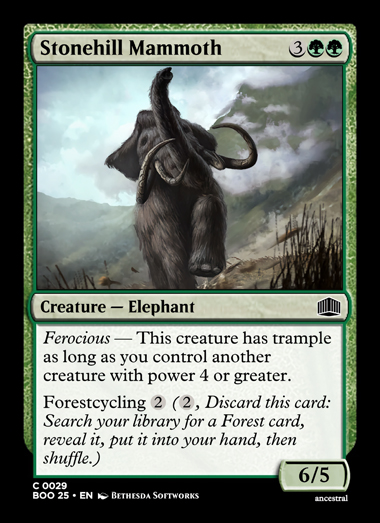 Stonehill Mammoth 3
Creature — Elephant
Ferocious — This creature has trample
as long as you control another
creature with power 4 or greater.
Forestcycling 2 (2, Discard this card:
Search your library for a Forest card,
reveal it, put it into your hand, then
shuffle.)
6/5
C 0029
BOO 25 • EN Bethesda Softworks
ancestral